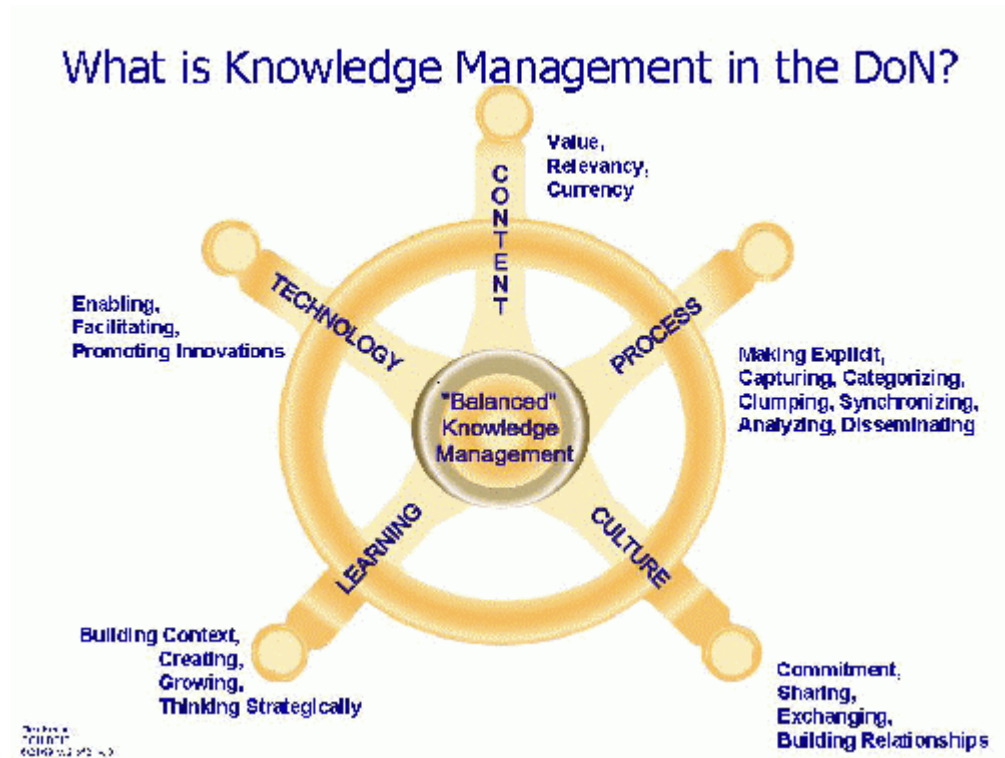 What is Knowledge Management in the DoN?
CONTENT
Value,
Relevancy,
Currency
TECHNOLOGY
Enabling,
Facilitating,
Promoting Innovations
PROCESS
Making Explicit,
Capturing, Categorizing,
Clumping, Synchronizing,
Analyzing, Disseminating
"Balanced"
Knowledge
Management
LEARNING
Building Context,
Creating,
Growing,
Thinking Strategically
CULTURE
Commitment,
Sharing,
Exchanging,
Building Relationships